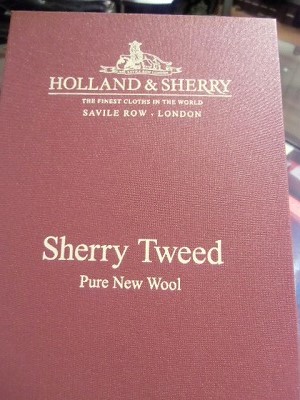 HOLLAND & SHERRY
THE FINEST CLOTHS IN THE WORLD
SAVILE ROW · LONDON
Sherry Tweed
Pure New Wool